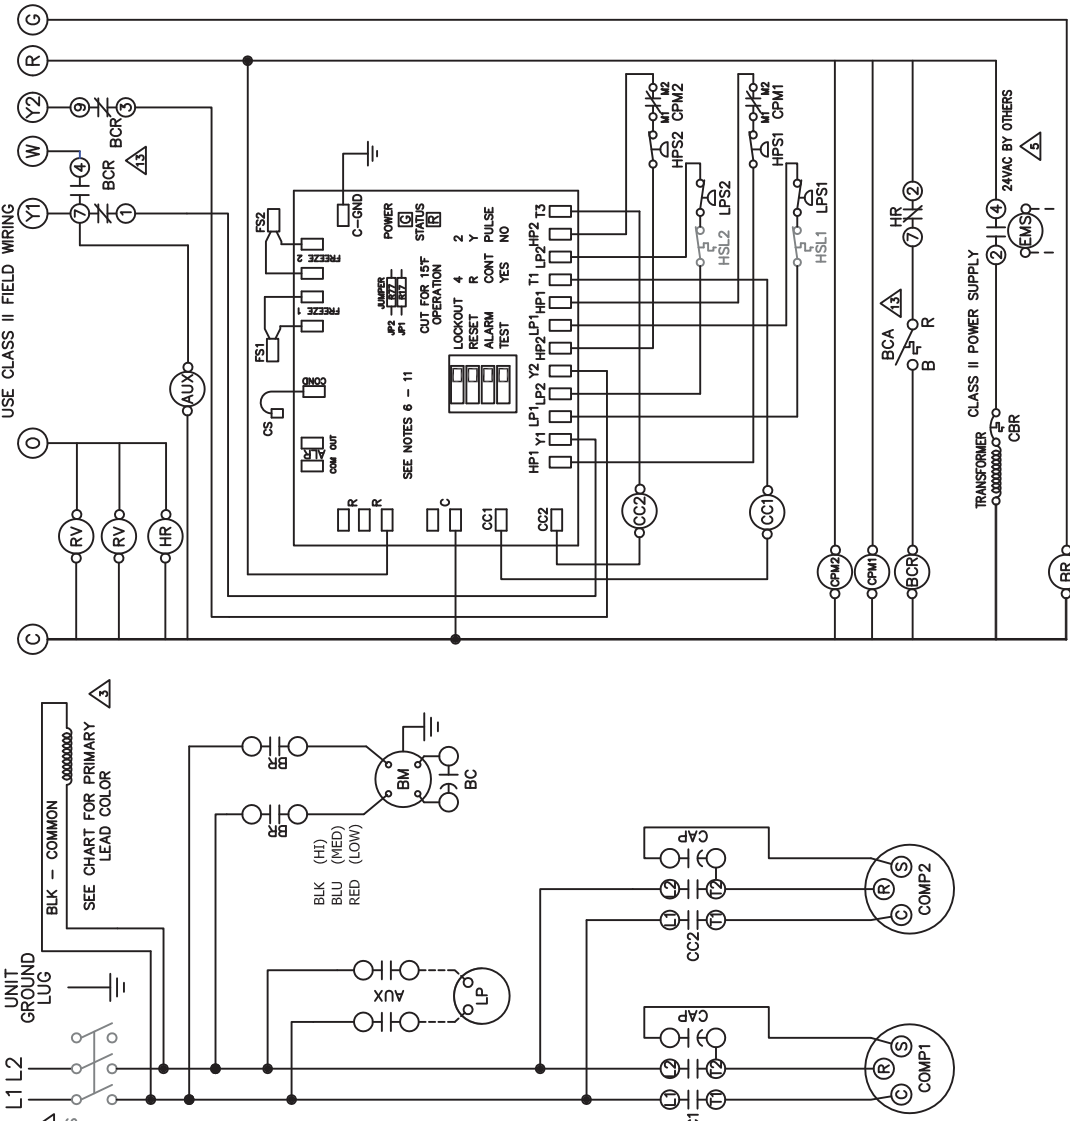 G
R
Y2
9
3
BCR
W
4
BCR
13
Y1
7
1
USE CLASS II FIELD WIRING
AUX
O
RV
RV
HR
C
FS2
FREEZE 2
FREEZE 1
FS1
COND
CS
ALR
COM OUT
C-GND
POWER
G
STATUS
R
JUMPER
R77
R17
JP2
JP1
CUT FOR 15°F
OPERATION
LOCKOUT 4 2
RESET R Y
ALARM CONT PULSE
TEST YES NO
SEE NOTES 6 - 11
T3
HP2
LP2
T1
HP1
LP1
HP2
Y2
LP2
LP1
Y1
HP1
R
R
C
CC1
CC2
M2
M1
CPM2
HPS2
LPS2
HSL2
M2
M1
CPM1
HPS1
LPS1
HSL1
CC2
CC1
HR
2
7
13
BCA
R
B
24VAC BY OTHERS
5
4
2
EMS
CLASS II POWER SUPPLY
TRANSFORMER
CBR
CPM2
CPM1
BCR
BR
3
BLK - COMMON
SEE CHART FOR PRIMARY
LEAD COLOR
UNIT
GROUND
LUG
L1 L2
BR
BR
BM
BC
BLK (HI)
BLU (MED)
RED (LOW)
AUX
LP
CAP
L2
T2
L1
T1
CC2
S
R
C
COMP2
CAP
L2
T2
L1
T1
S
R
C
COMP1